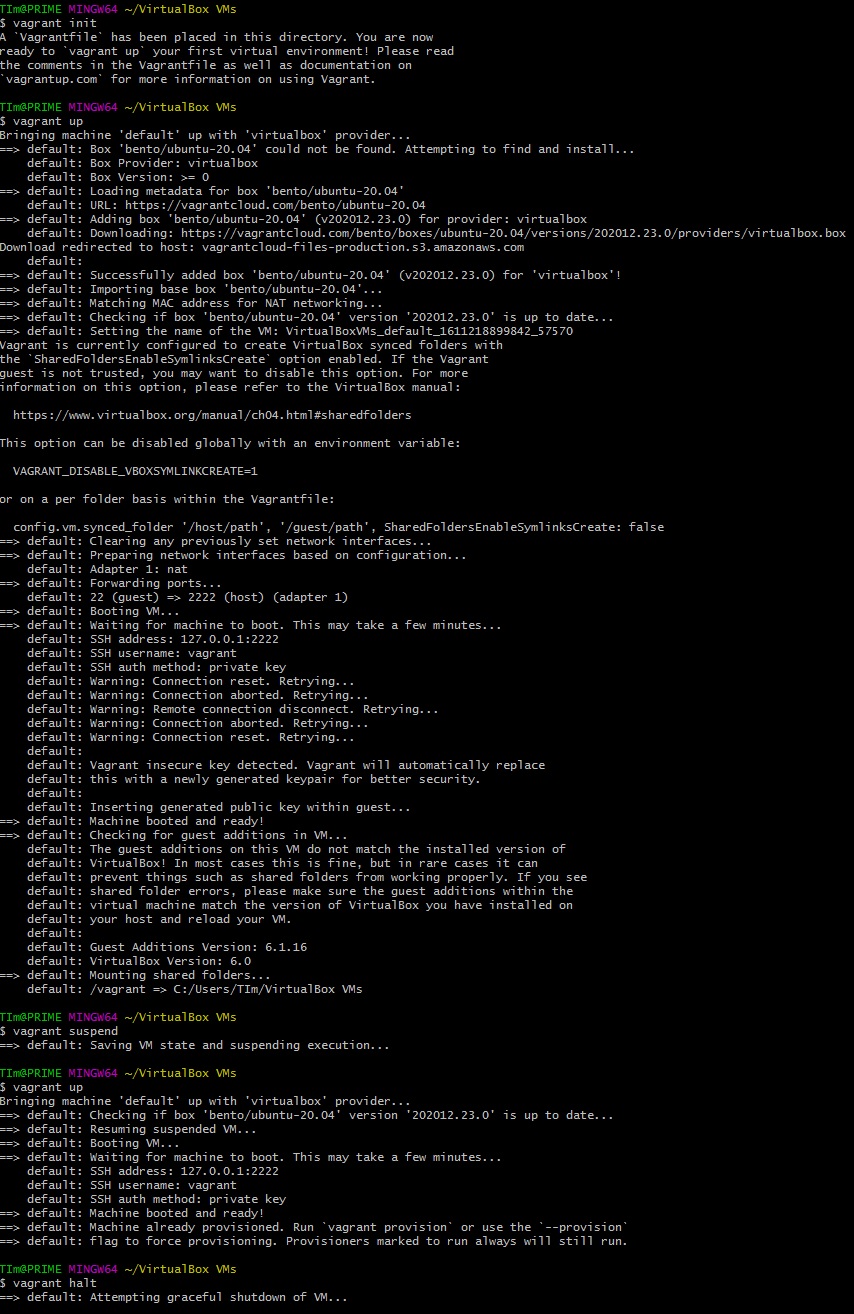 TIm@PRIME MINGW64 ~/VirtualBox VMs
$ vagrant init
A `Vagrantfile` has been placed in this directory. You are now
ready to `vagrant up` your first virtual environment! Please read
the comments in the Vagrantfile as well as documentation on
`vagrantup.com` for more information on using Vagrant.

TIm@PRIME MINGW64 ~/VirtualBox VMs
$ vagrant up
Bringing machine 'default' up with 'virtualbox' provider...
==> default: Box 'bento/ubuntu-20.04' could not be found. Attempting to find and install...
    default: Box Provider: virtualbox
    default: Box Version: >= 0
==> default: Loading metadata for box 'bento/ubuntu-20.04'
    default: URL: https://vagrantcloud.com/bento/ubuntu-20.04
==> default: Adding box 'bento/ubuntu-20.04' (v202012.23.0) for provider: virtualbox
    default: Downloading: https://vagrantcloud.com/bento/boxes/ubuntu-20.04/versions/202012.23.0/providers/virtualbox.box
Download redirected to host: vagrantcloud-files-production.s3.amazonaws.com
    default:
==> default: Successfully added box 'bento/ubuntu-20.04' (v202012.23.0) for 'virtualbox'!
==> default: Importing base box 'bento/ubuntu-20.04'...
==> default: Matching MAC address for NAT networking...
==> default: Checking if box 'bento/ubuntu-20.04' version '202012.23.0' is up to date...
==> default: Setting the name of the VM: VirtualBoxVMs_default_1611218899842_57570
Vagrant is currently configured to create VirtualBox synced folders with
the `SharedFoldersEnableSymlinksCreate` option enabled. If the Vagrant
guest is not trusted, you may want to disable this option. For more
information on this option, please refer to the VirtualBox manual:

  https://www.virtualbox.org/manual/ch04.html#sharedfolders

This option can be disabled globally with an environment variable:

  VAGRANT_DISABLE_VBOXSYMLINKCREATE=1

or on a per folder basis within the Vagrantfile:

  config.vm.synced_folder '/host/path', '/guest/path', SharedFoldersEnableSymlinksCreate: false
==> default: Clearing any previously set network interfaces...
==> default: Preparing network interfaces based on configuration...
    default: Adapter 1: nat
==> default: Forwarding ports...
    default: 22 (guest) => 2222 (host) (adapter 1)
==> default: Booting VM...
==> default: Waiting for machine to boot. This may take a few minutes...
    default: SSH address: 127.0.0.1:2222
    default: SSH username: vagrant
    default: SSH auth method: private key
    default: Warning: Connection reset. Retrying...
    default: Warning: Connection aborted. Retrying...
    default: Warning: Remote connection disconnect. Retrying...
    default: Warning: Connection aborted. Retrying...
    default: Warning: Connection reset. Retrying...
    default:
    default: Vagrant insecure key detected. Vagrant will automatically replace
    default: this with a newly generated keypair for better security.
    default:
    default: Inserting generated public key within guest...
==> default: Machine booted and ready!
==> default: Checking for guest additions in VM...
    default: The guest additions on this VM do not match the installed version of
    default: VirtualBox! In most cases this is fine, but in rare cases it can
    default: prevent things such as shared folders from working properly. If you see
    default: shared folder errors, please make sure the guest additions within the
    default: virtual machine match the version of VirtualBox you have installed on
    default: your host and reload your VM.
    default:
    default: Guest Additions Version: 6.1.16
    default: VirtualBox Version: 6.0
==> default: Mounting shared folders...
    default: /vagrant => C:/Users/TIm/VirtualBox VMs

TIm@PRIME MINGW64 ~/VirtualBox VMs
$ vagrant suspend
==> default: Saving VM state and suspending execution...

TIm@PRIME MINGW64 ~/VirtualBox VMs
$ vagrant up
Bringing machine 'default' up with 'virtualbox' provider...
==> default: Checking if box 'bento/ubuntu-20.04' version '202012.23.0' is up to date...
==> default: Resuming suspended VM...
==> default: Booting VM...
==> default: Waiting for machine to boot. This may take a few minutes...
    default: SSH address: 127.0.0.1:2222
    default: SSH username: vagrant
    default: SSH auth method: private key
==> default: Machine booted and ready!
==> default: Machine already provisioned. Run `vagrant provision` or use the `--provision`
==> default: flag to force provisioning. Provisioners marked to run always will still run.

TIm@PRIME MINGW64 ~/VirtualBox VMs
$ vagrant halt
==> default: Attempting graceful shutdown of VM...